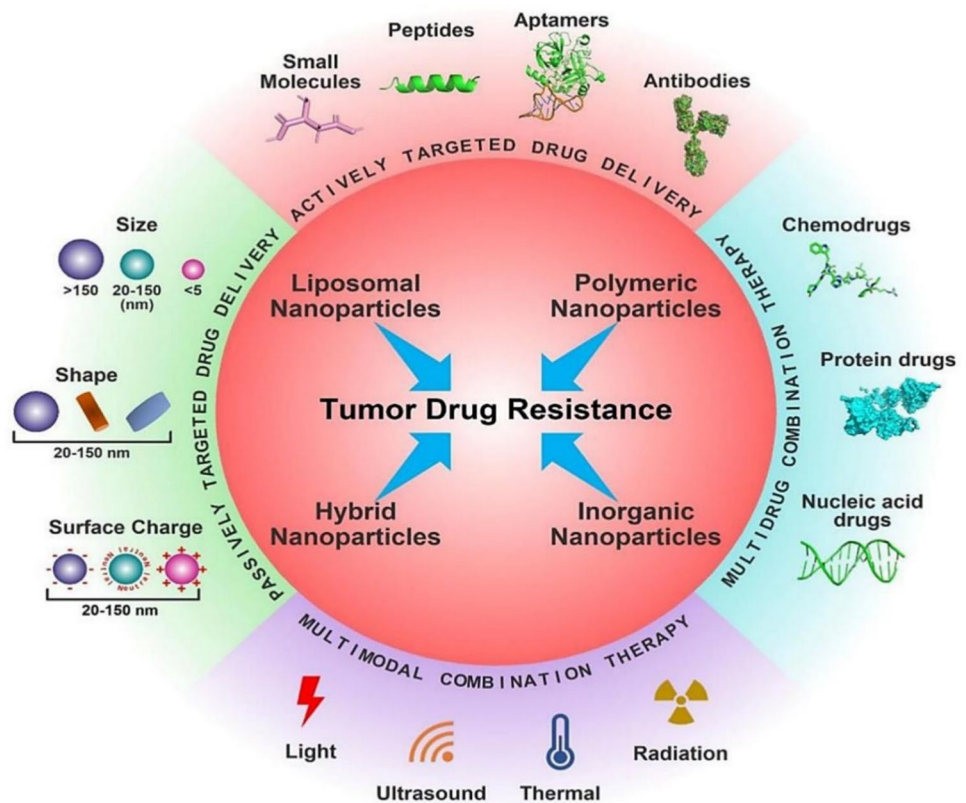 Peptides
Aptamers
Small
Molecules
Antibodies
ACTIVELY TARGETED DRUG DELIVERY
Size
>150
20-150
(nm)
<5
Shape
20-150 nm
Surface Charge
- - - - - - - -
Neutral Neutral Neutral
+ + + + + + + +
20-150 nm
PASSIVELY TARGETED DRUG DELIVERY
Liposomal
Nanoparticles
Polymeric
Nanoparticles
Tumor Drug Resistance
Hybrid
Nanoparticles
Inorganic
Nanoparticles
MULTIDRUG COMBINATION THERAPY
Chemodrugs
Protein drugs
Nucleic acid
drugs
MULTIMODAL COMBINATION THERAPY
Light
Ultrasound
Thermal
Radiation